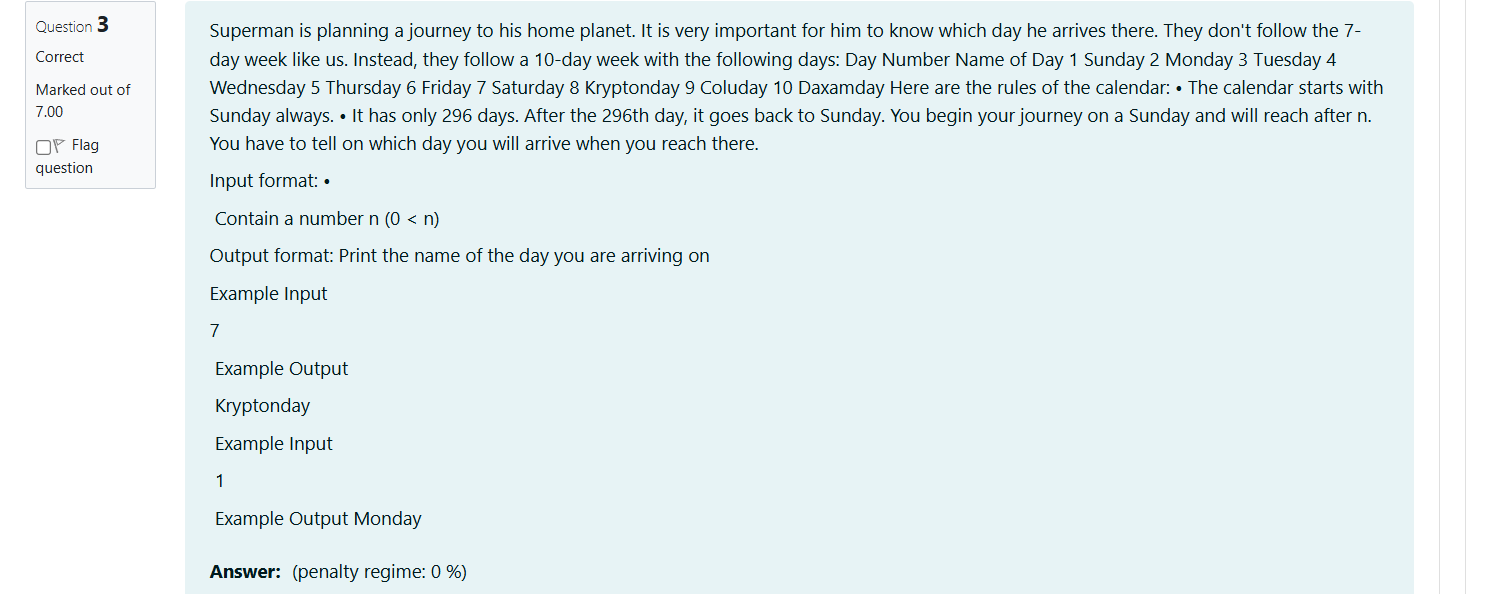 Question 3
Correct
Marked out of
7.00
Flag
question
Superman is planning a journey to his home planet. It is very important for him to know which day he arrives there. They don't follow the 7-
day week like us. Instead, they follow a 10-day week with the following days: Day Number Name of Day 1 Sunday 2 Monday 3 Tuesday 4
Wednesday 5 Thursday 6 Friday 7 Saturday 8 Kryptonday 9 Coluday 10 Daxamday Here are the rules of the calendar: • The calendar starts with
Sunday always. • It has only 296 days. After the 296th day, it goes back to Sunday. You begin your journey on a Sunday and will reach after n.
You have to tell on which day you will arrive when you reach there.
Input format: •
Contain a number n (0 < n)
Output format: Print the name of the day you are arriving on
Example Input
7
Example Output
Kryptonday
Example Input
1
Example Output Monday
Answer: (penalty regime: 0 %)